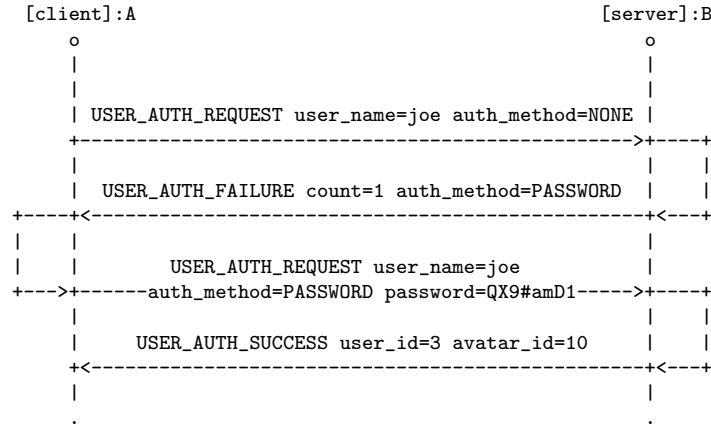 [client]:A [server]:B
o o
USER_AUTH_REQUEST user_name=joe auth_method=NONE
USER_AUTH_FAILURE count=1 auth_method=PASSWORD
USER_AUTH_REQUEST user_name=joe
auth_method=PASSWORD password=QX9#amD1
USER_AUTH_SUCCESS user_id=3 avatar_id=10